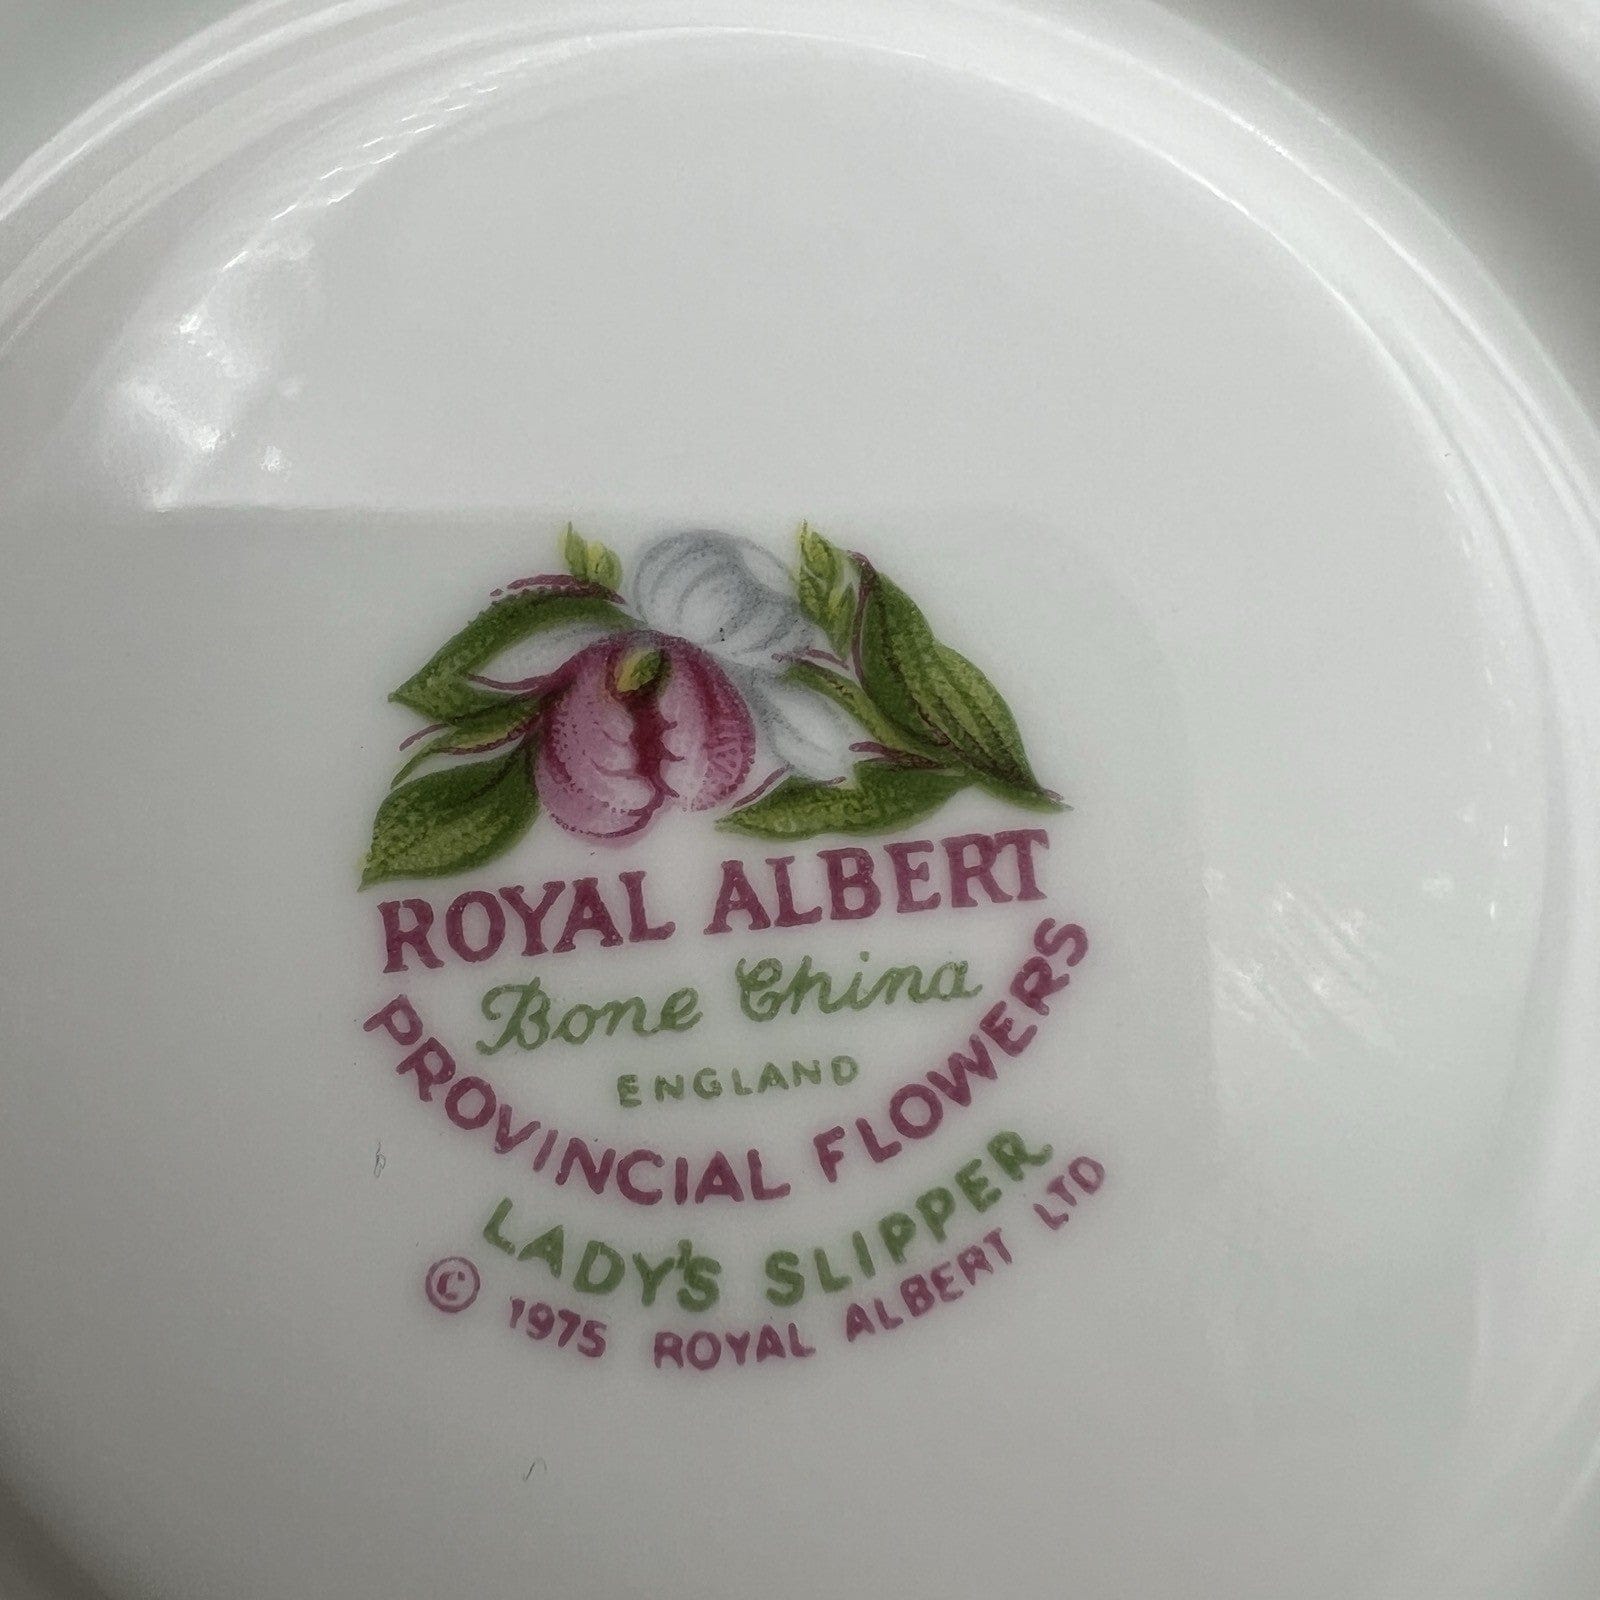 ROYAL ALBERT
Bone China
ENGLAND
PROVINCIAL FLOWERS
LADY'S SLIPPER
© 1975 ROYAL ALBERT LTD